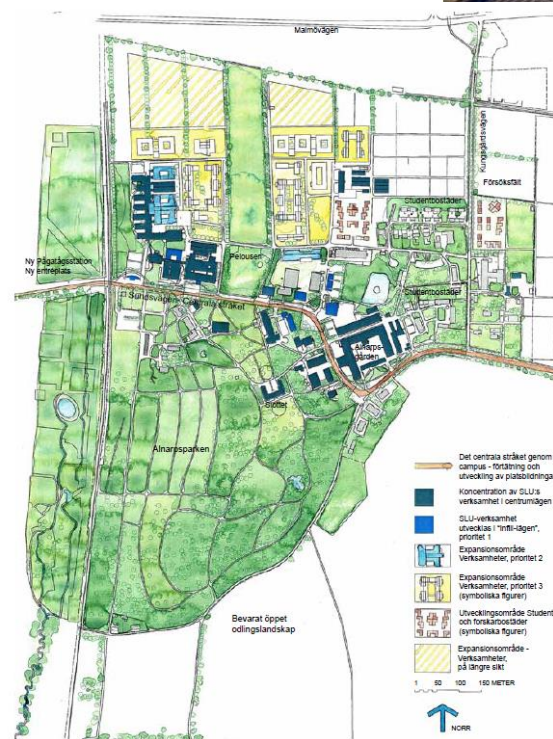 Malmövägen
Kungsgårdsvägen
Försöksfält
Studentbostäder
Ny Pågatågsstation
Ny entréplats
Pelousen
Sundsvägen - Centrala stråket
Studentbostäder
Alnarps-
gården
Slottet
Alnarpsparken
Bevarat öppet
odlingslandskap
Det centrala stråket genom
campus - förtätning och
utveckling av platsbildningar
Koncentration av SLU:s
verksamhet i centrumlägen
SLU-verksamhet
utvecklas i "infill-lägen",
prioritet 1
Expansionsområde
Verksamheter, prioritet 2
Expansionsområde
Verksamheter, prioritet 3
(symboliska figurer)
Utvecklingsområde Student-
och forskarbostäder
(symboliska figurer)
Expansionsområde -
Verksamheter,
på längre sikt
1 50 100 150 METER
NORR